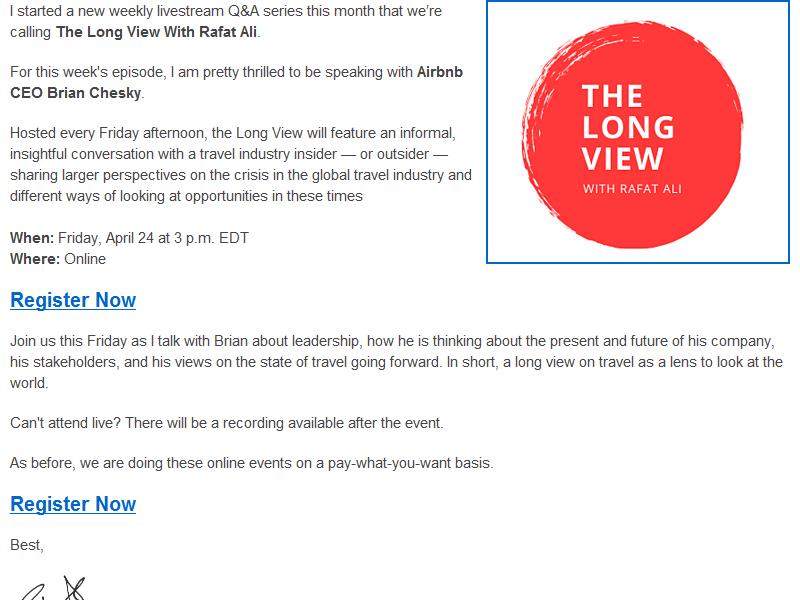 I started a new weekly livestream Q&A series this month that we’re
calling The Long View With Rafat Ali.
For this week's episode, I am pretty thrilled to be speaking with Airbnb
CEO Brian Chesky.
Hosted every Friday afternoon, the Long View will feature an informal,
insightful conversation with a travel industry insider — or outsider —
sharing larger perspectives on the crisis in the global travel industry and
different ways of looking at opportunities in these times
When: Friday, April 24 at 3 p.m. EDT
Where: Online
THE
LONG
VIEW
WITH RAFAT ALI
Register Now
Join us this Friday as I talk with Brian about leadership, how he is thinking about the present and future of his company,
his stakeholders, and his views on the state of travel going forward. In short, a long view on travel as a lens to look at the
world.
Can't attend live? There will be a recording available after the event.
As before, we are doing these online events on a pay-what-you-want basis.
Register Now
Best,